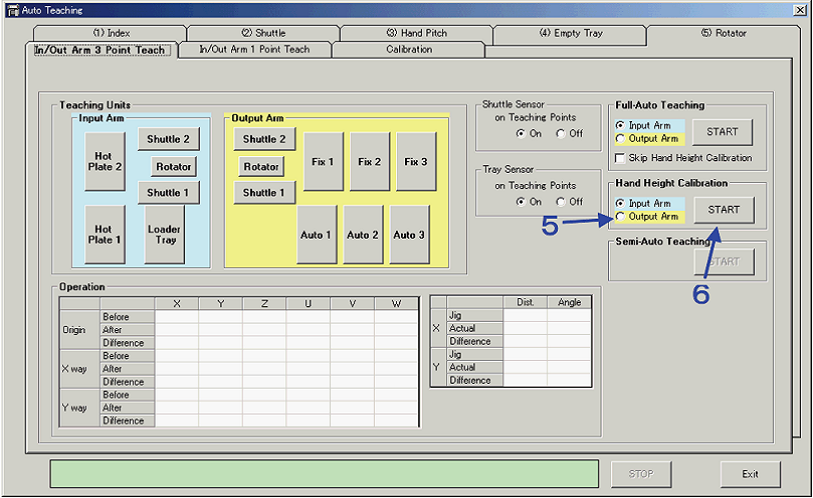 Auto Teaching
(1) Index
(2) Shuttle
(3) Hand Pitch
(4) Empty Tray
(5) Rotator
In/Out Arm 3 Point Teach
In/Out Arm 1 Point Teach
Calibration
Teaching Units
Input Arm
Hot Plate 2
Shuttle 2
Rotator
Shuttle 1
Hot Plate 1
Loader Tray
Output Arm
Shuttle 2
Rotator
Shuttle 1
Fix 1
Fix 2
Fix 3
Auto 1
Auto 2
Auto 3
Shuttle Sensor
on Teaching Points
On
Off
Tray Sensor
on Teaching Points
On
Off
Full-Auto Teaching
Input Arm
Output Arm
START
Skip Hand Height Calibration
Hand Height Calibration
Input Arm
Output Arm
START
5
6
Semi-Auto Teaching
START
Operation
X Y Z U V W
Origin
Before
After
Difference
X way
Before
After
Difference
Y way
Before
After
Difference
Dist. Angle
X
Jig
Actual
Difference
Y
Jig
Actual
Difference
STOP
Exit